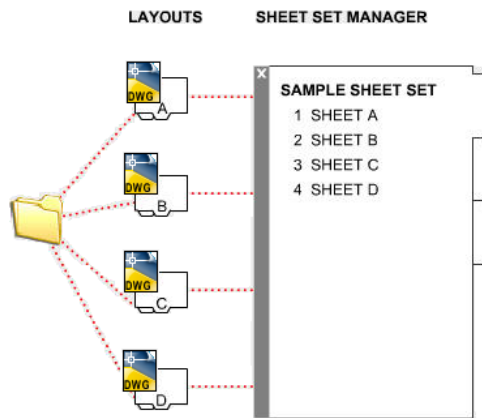 LAYOUTS SHEET SET MANAGER
X
SAMPLE SHEET SET
1 SHEET A
2 SHEET B
3 SHEET C
4 SHEET D
DWG A
DWG B
DWG C
DWG D